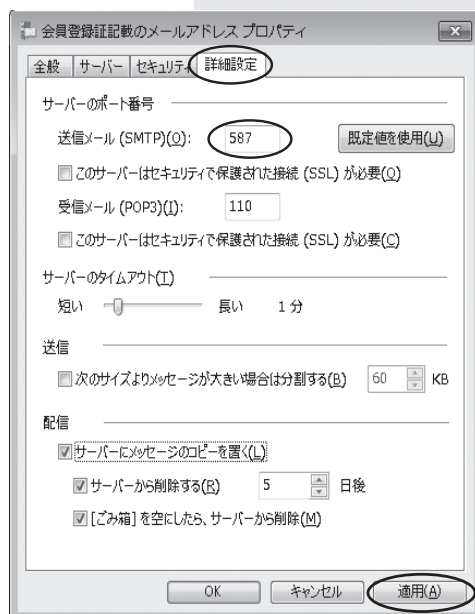 会員登録証記載のメールアドレス プロパティ
全般 サーバー セキュリティ 詳細設定
サーバーのポート番号
送信メール (SMTP)(O): 587 既定値を使用(U)
このサーバーはセキュリティで保護された接続 (SSL) が必要(Q)
受信メール (POP3)(I): 110
このサーバーはセキュリティで保護された接続 (SSL) が必要(C)
サーバーのタイムアウト(T)
短い 長い 1 分
送信
次のサイズよりメッセージが大きい場合は分割する(B) 60 KB
配信
サーバーにメッセージのコピーを置く(L)
サーバーから削除する(R) 5 日後
[ごみ箱] を空にしたら、サーバーから削除(M)
OK キャンセル 適用(A)